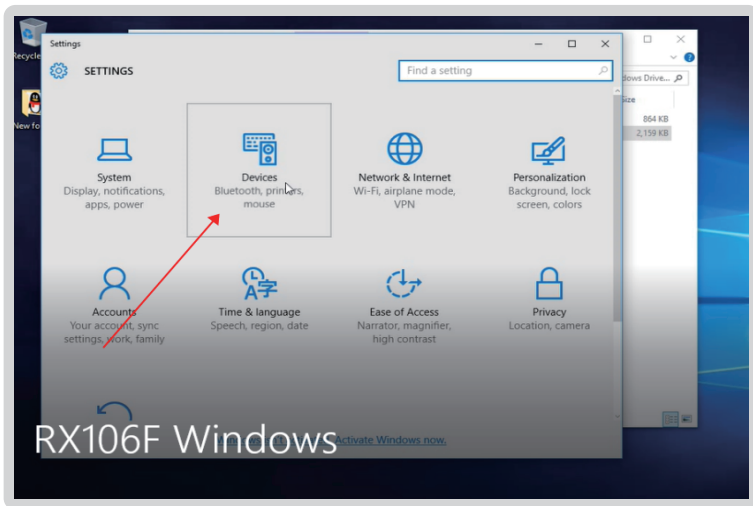 Recycle
New fo
Settings
SETTINGS
Find a setting
System
Display, notifications,
apps, power
Devices
Bluetooth, printers,
mouse
Network & Internet
Wi-Fi, airplane mode,
VPN
Personalization
Background, lock
screen, colors
Accounts
Your account, sync
settings, work, family
Time & language
Speech, region, date
A字
Ease of Access
Narrator, magnifier,
high contrast
Privacy
Location, camera
Activate Windows now.
RX106F Windows
dows Drive...
Size
864 KB
2,159 KB